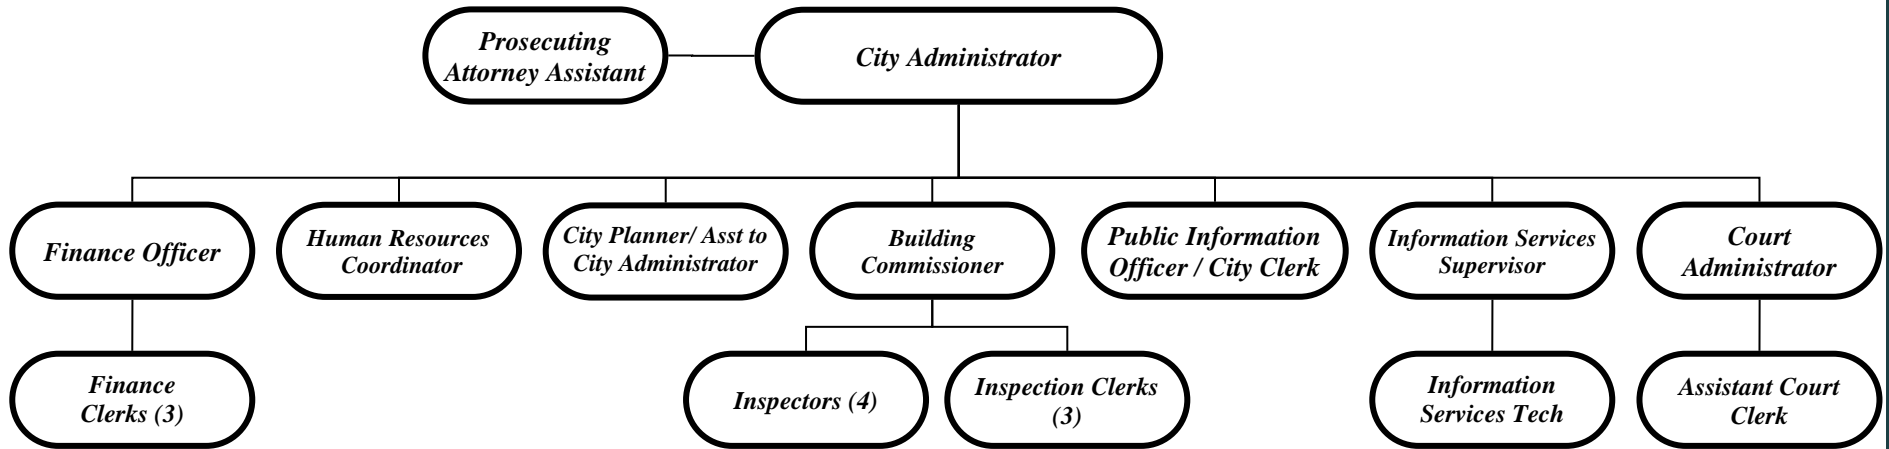 Prosecuting
Attorney Assistant
City Administrator
Finance Officer
Human Resources
Coordinator
City Planner/ Asst to
City Administrator
Building
Commissioner
Public Information
Officer / City Clerk
Information Services
Supervisor
Court
Administrator
Finance
Clerks (3)
Inspectors (4)
Inspection Clerks
(3)
Information
Services Tech
Assistant Court
Clerk